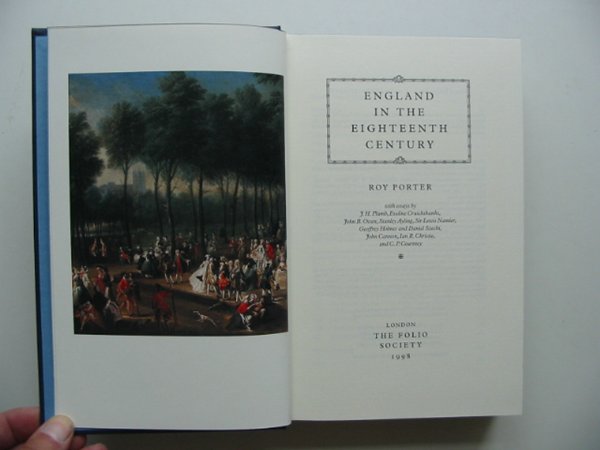 ENGLAND
IN THE
EIGHTEENTH
CENTURY
ROY PORTER
with essays by
J. H. Plumb, Eveline Cruickshanks,
John B. Owen, Stanley Ayling, Sir Lewis Namier,
Geoffrey Holmes and Daniel Szechi,
John Cannon, Ian R. Christie,
and C. P. Courtney
LONDON
THE FOLIO
SOCIETY
1998